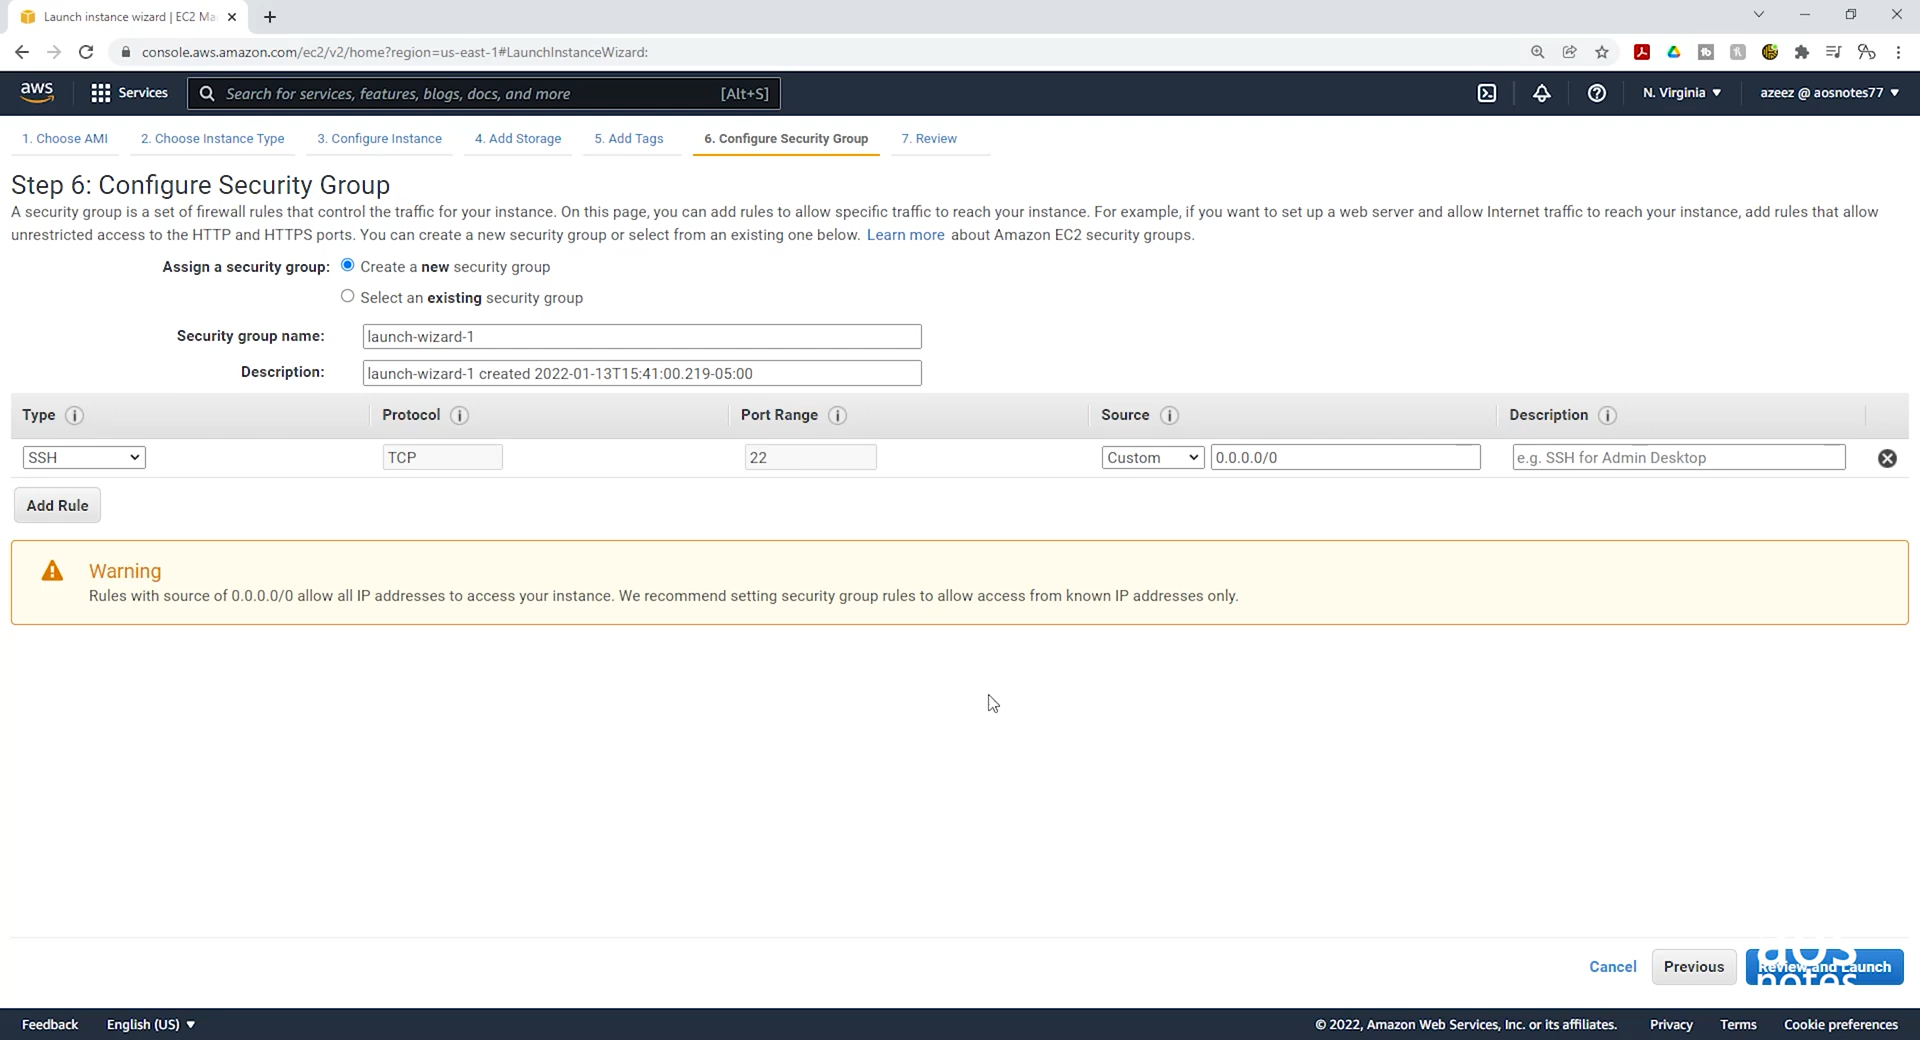 Launch instance wizard | EC2 Ma
console.aws.amazon.com/ec2/v2/home?region=us-east-1#LaunchInstanceWizard:
aws Services Search for services, features, blogs, docs, and more [Alt+S] N. Virginia azeez @ aosnotes77
1. Choose AMI 2. Choose Instance Type 3. Configure Instance 4. Add Storage 5. Add Tags 6. Configure Security Group 7. Review
Step 6: Configure Security Group
A security group is a set of firewall rules that control the traffic for your instance. On this page, you can add rules to allow specific traffic to reach your instance. For example, if you want to set up a web server and allow Internet traffic to reach your instance, add rules that allow
unrestricted access to the HTTP and HTTPS ports. You can create a new security group or select from an existing one below. Learn more about Amazon EC2 security groups.
Assign a security group: Create a new security group
Select an existing security group
Security group name: launch-wizard-1
Description: launch-wizard-1 created 2022-01-13T15:41:00.219-05:00
Type Protocol Port Range Source Description
SSH TCP 22 Custom 0.0.0.0/0 e.g. SSH for Admin Desktop
Add Rule
Warning
Rules with source of 0.0.0.0/0 allow all IP addresses to access your instance. We recommend setting security group rules to allow access from known IP addresses only.
Cancel Previous Review and Launch
aos
notes
Feedback English (US) © 2022, Amazon Web Services, Inc. or its affiliates. Privacy Terms Cookie preferences